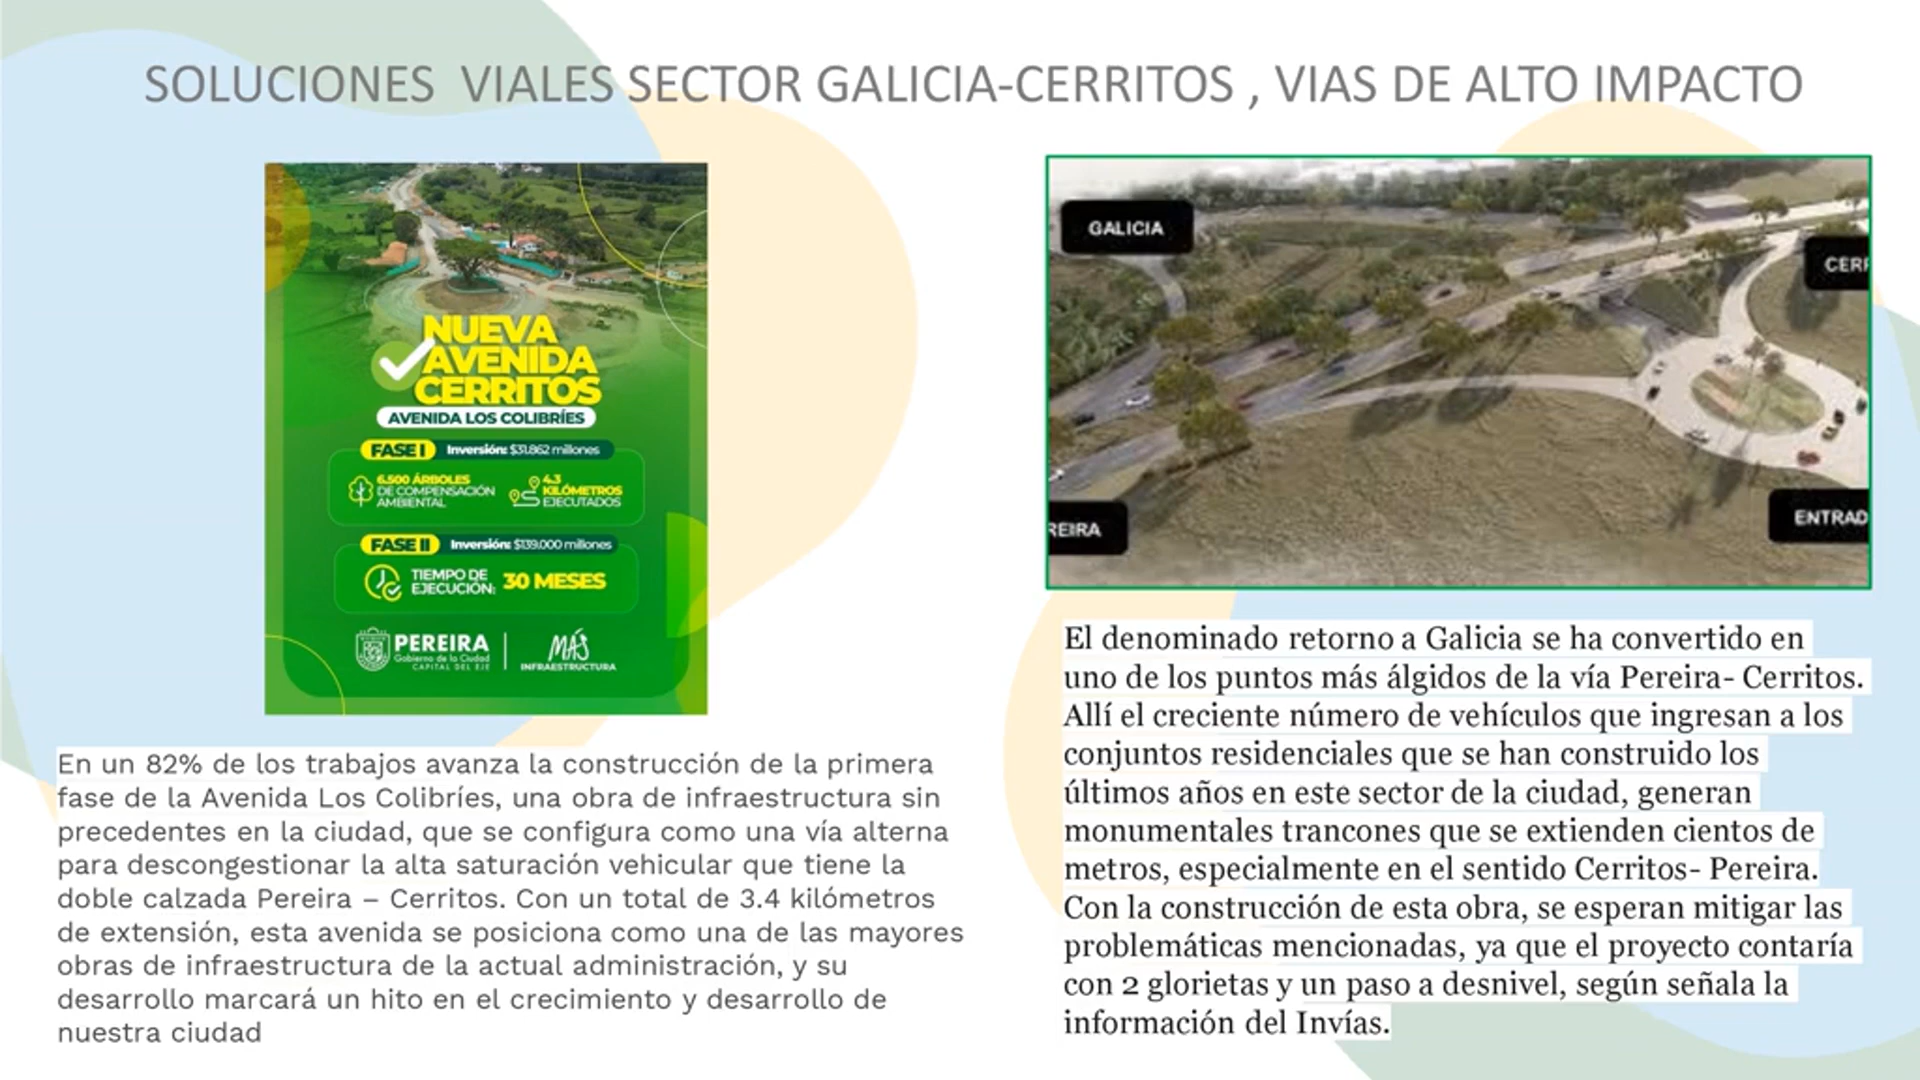 SOLUCIONES VIALES SECTOR GALICIA-CERRITOS , VIAS DE ALTO IMPACTO
NUEVA
AVENIDA
CERRITOS
AVENIDA LOS COLIBRÍES
FASE I Inversión: $31.862 millones
6.500 ÁRBOLES
DE COMPENSACIÓN
AMBIENTAL
4.3
KILÓMETROS
EJECUTADOS
FASE II Inversión: $139.000 millones
TIEMPO DE
EJECUCIÓN: 30 MESES
PEREIRA
Gobierno de la Ciudad
CAPITAL DEL EJE
MÁS
INFRAESTRUCTURA
En un 82% de los trabajos avanza la construcción de la primera
fase de la Avenida Los Colibríes, una obra de infraestructura sin
precedentes en la ciudad, que se configura como una vía alterna
para descongestionar la alta saturación vehicular que tiene la
doble calzada Pereira – Cerritos. Con un total de 3.4 kilómetros
de extensión, esta avenida se posiciona como una de las mayores
obras de infraestructura de la actual administración, y su
desarrollo marcará un hito en el crecimiento y desarrollo de
nuestra ciudad
GALICIA
CERR
REIRA
ENTRAD
El denominado retorno a Galicia se ha convertido en
uno de los puntos más álgidos de la vía Pereira- Cerritos.
Allí el creciente número de vehículos que ingresan a los
conjuntos residenciales que se han construido los
últimos años en este sector de la ciudad, generan
monumentales trancones que se extienden cientos de
metros, especialmente en el sentido Cerritos- Pereira.
Con la construcción de esta obra, se esperan mitigar las
problemáticas mencionadas, ya que el proyecto contaría
con 2 glorietas y un paso a desnivel, según señala la
información del Invías.